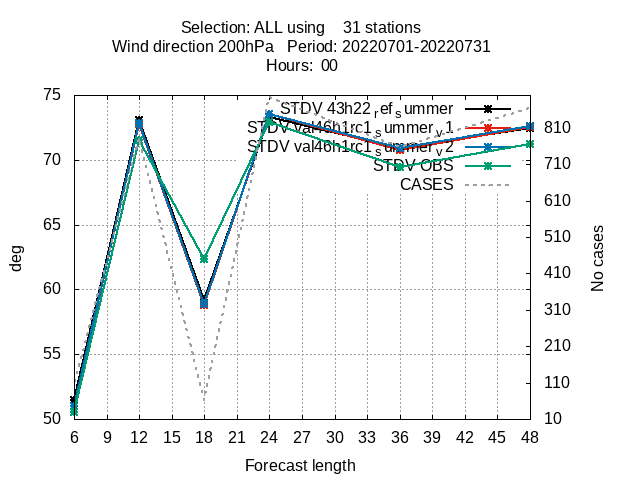 Selection: ALL using 31 stations
Wind direction 200hPa Period: 20220701-20220731
Hours: 00
STDV 43h22_ref_summer
STDV val46h1rc1_summer_v1
STDV val46h1rc1_summer_v2
STDV OBS
CASES
deg
75
70
65
60
55
50
810
710
610
510
410
310
210
110
10
No cases
6 9 12 15 18 21 24 27 30 33 36 39 42 45 48
Forecast length